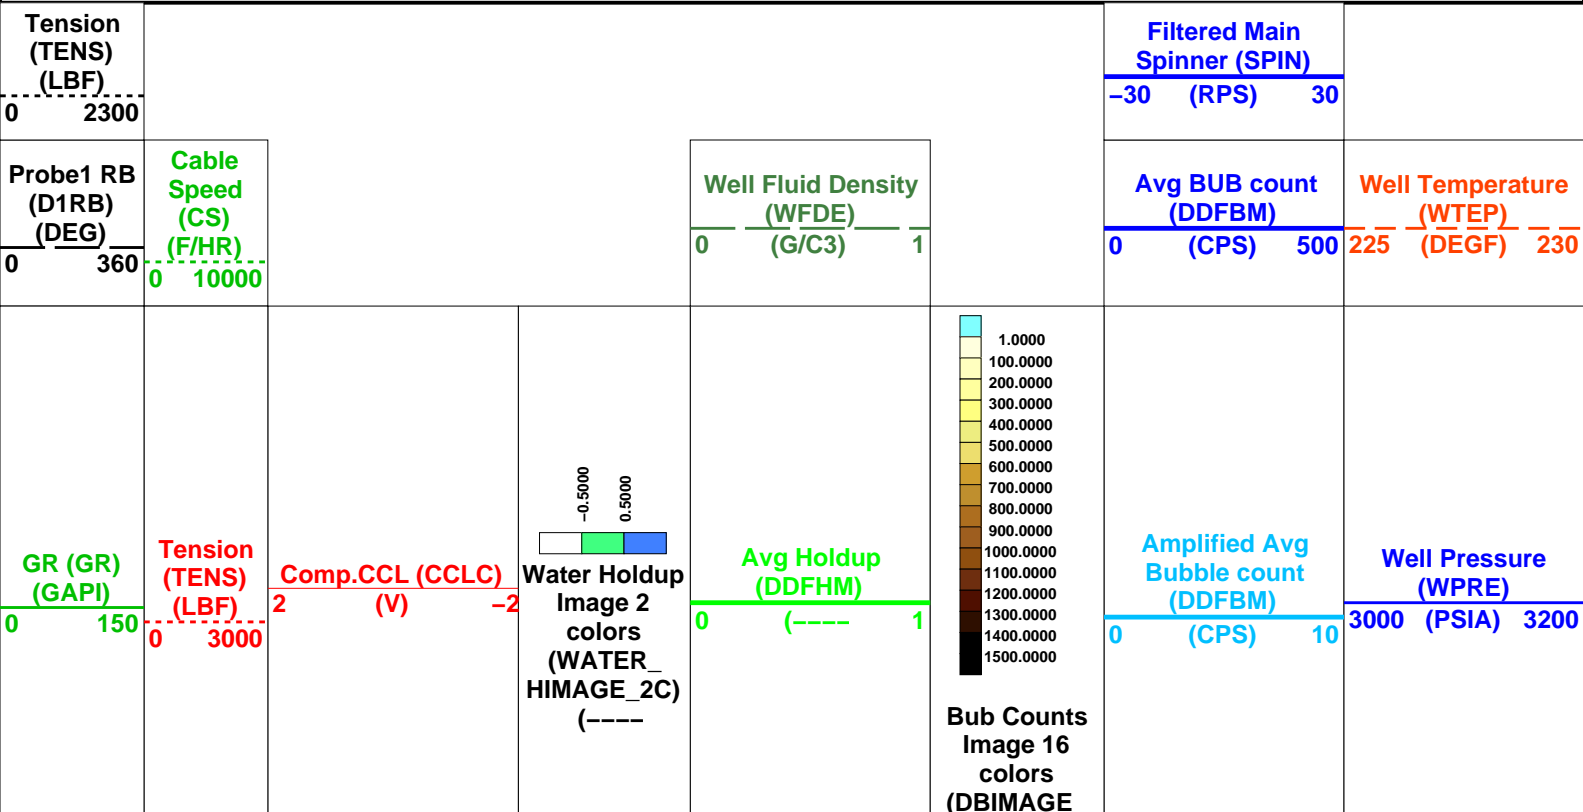 Tension
(TENS)
(LBF)
0 2300
Filtered Main
Spinner (SPIN)
−30 (RPS) 30
Probe1 RB
(D1RB)
(DEG)
0 360
Cable
Speed
(CS)
(F/HR)
0 10000
Well Fluid Density
(WFDE)
0 (G/C3) 1
Avg BUB count
(DDFBM)
0 (CPS) 500
Well Temperature
(WTEP)
225 (DEGF) 230
GR (GR)
(GAPI)
0 150
Tension
(TENS)
(LBF)
0 3000
Comp.CCL (CCLC)
2 (V) −2
−0.5000
0.5000
Water Holdup
Image 2
colors
(WATER_
HIMAGE_2C)
(−−−−
Avg Holdup
(DDFHM)
0 (−−−− 1
1.0000
100.0000
200.0000
300.0000
400.0000
500.0000
600.0000
700.0000
800.0000
900.0000
1000.0000
1100.0000
1200.0000
1300.0000
1400.0000
1500.0000
Bub Counts
Image 16
colors
(DBIMAGE_
Amplified Avg
Bubble count
(DDFBM)
0 (CPS) 10
Well Pressure
(WPRE)
3000 (PSIA) 3200